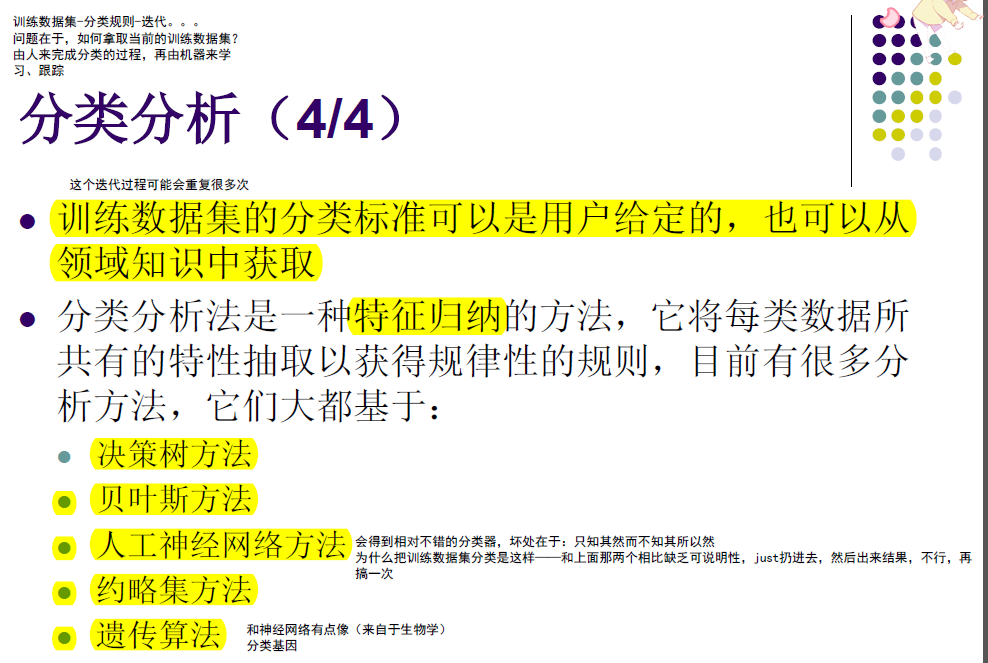 训练数据集-分类规则-迭代。。。
问题在于，如何拿取当前的训练数据集？
由人来完成分类的过程，再由机器来学
习、跟踪
分类分析（4/4）
这个迭代过程可能会重复很多次
训练数据集的分类标准可以是用户给定的，也可以从
领域知识中获取
分类分析法是一种特征归纳的方法，它将每类数据所
共有的特性抽取以获得规律性的规则，目前有很多分
析方法，它们大都基于：
决策树方法
贝叶斯方法
人工神经网络方法
会得到相对不错的分类器，坏处在于：只知其然而不知其所以然
为什么把训练数据集分类是这样——和上面那两个相比缺乏可说明性，just扔进去，然后出来结果，不行，再
搞一次
约略集方法
遗传算法
和神经网络有点像（来自于生物学）
分类基因